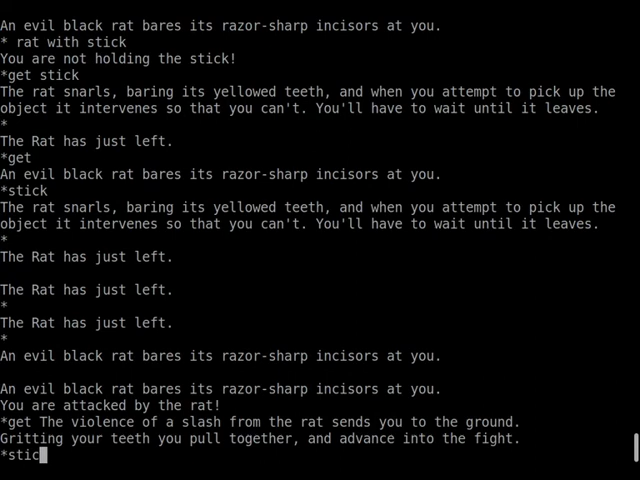 An evil black rat bares its razor-sharp incisors at you.
* rat with stick
You are not holding the stick!
*get stick
The rat snarls, baring its yellowed teeth, and when you attempt to pick up the
object it intervenes so that you can't. You'll have to wait until it leaves.
*
The Rat has just left.
*get
An evil black rat bares its razor-sharp incisors at you.
*stick
The rat snarls, baring its yellowed teeth, and when you attempt to pick up the
object it intervenes so that you can't. You'll have to wait until it leaves.
*
The Rat has just left.
The Rat has just left.
*
The Rat has just left.
*
An evil black rat bares its razor-sharp incisors at you.
An evil black rat bares its razor-sharp incisors at you.
You are attacked by the rat!
*get The violence of a slash from the rat sends you to the ground.
Gritting your teeth you pull together, and advance into the fight.
*stic